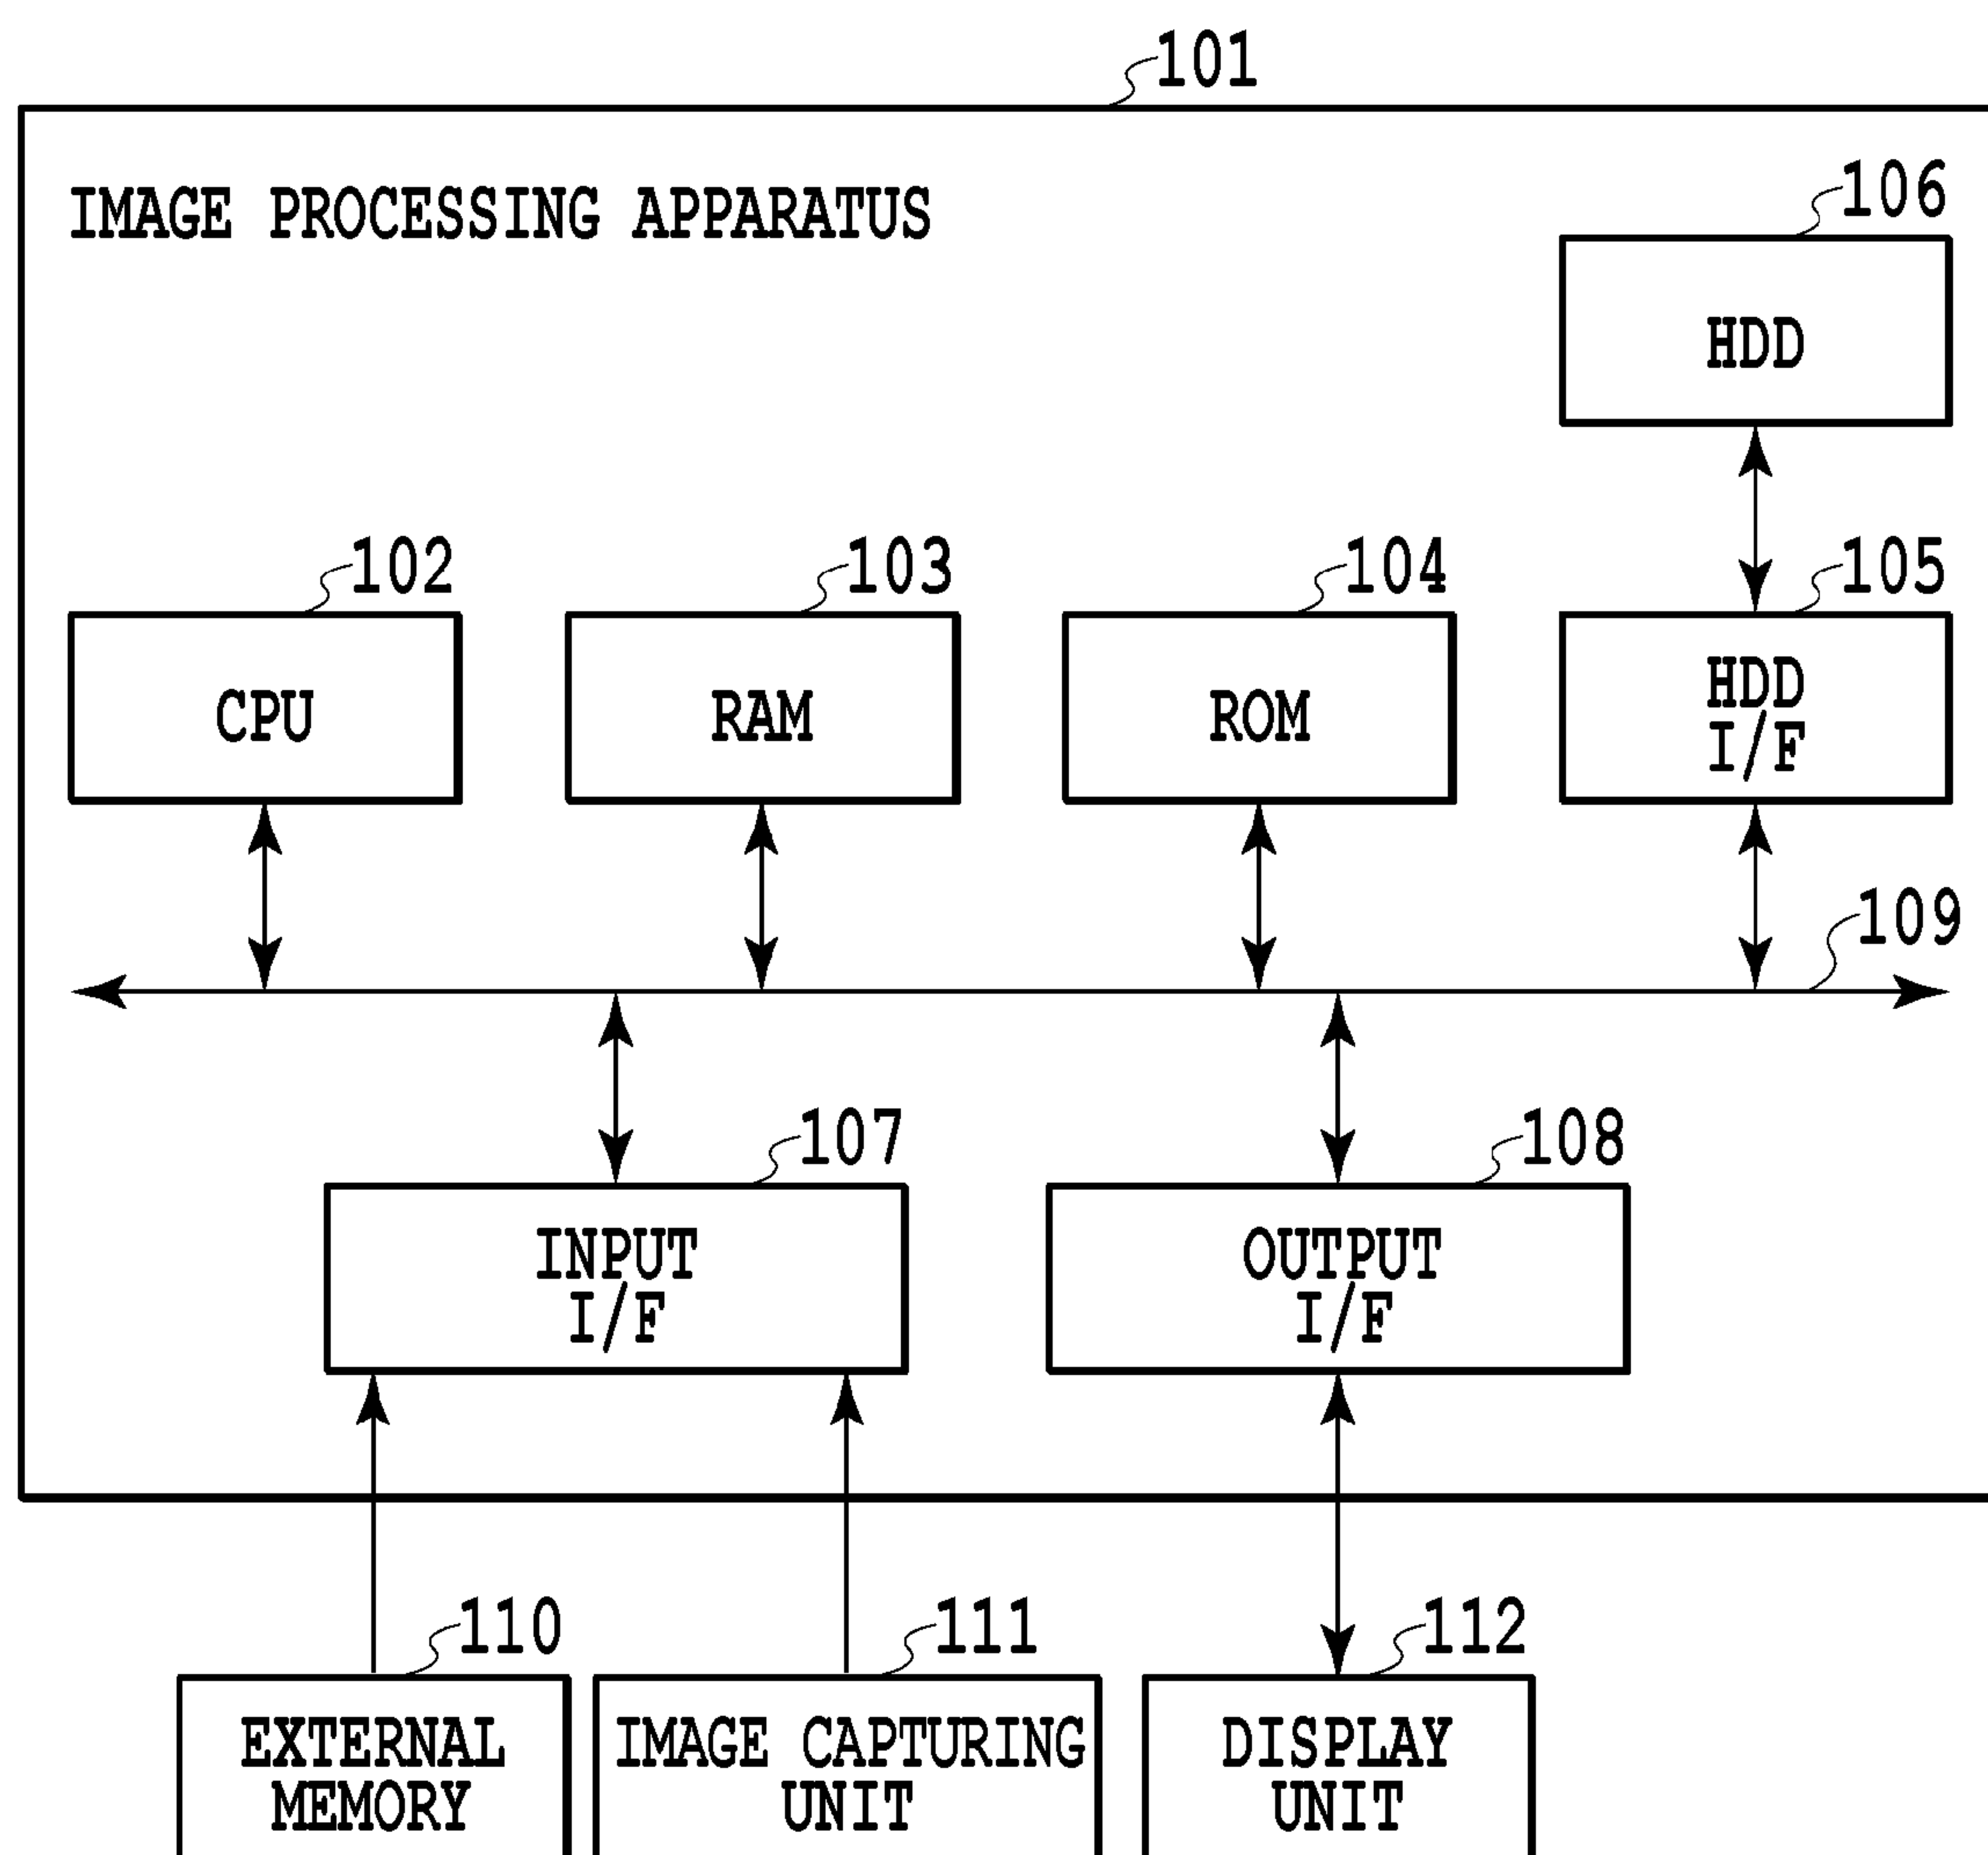 101
IMAGE PROCESSING APPARATUS
106
HDD
102
103
104
105
CPU
RAM
ROM
HDD
I/F
109
107
108
INPUT
I/F
OUTPUT
I/F
110
111
112
EXTERNAL
MEMORY
IMAGE CAPTURING
UNIT
DISPLAY
UNIT